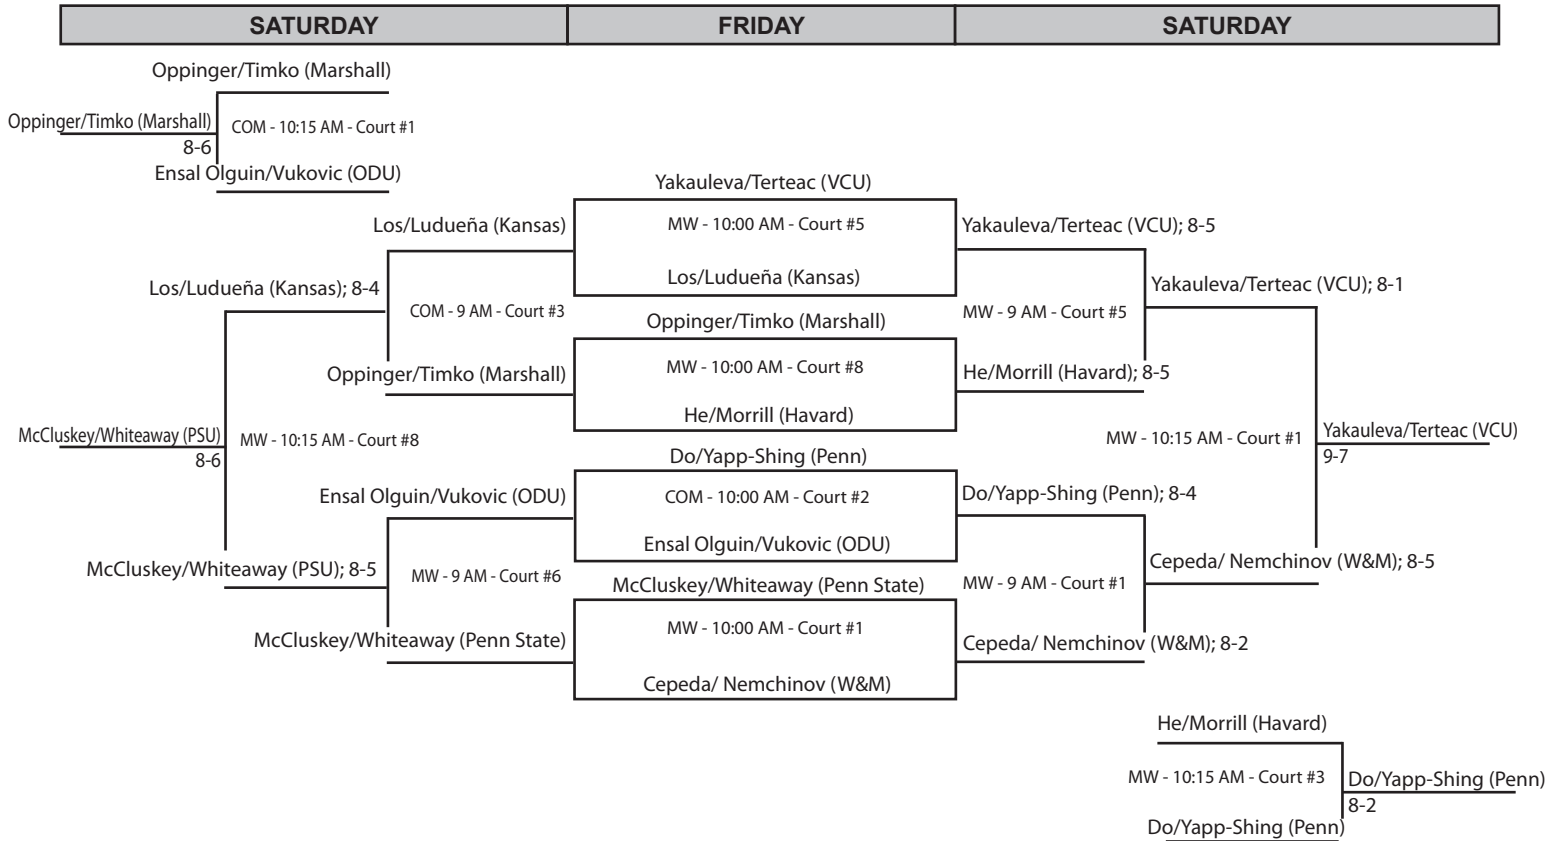 SATURDAY FRIDAY SATURDAY
Oppinger/Timko (Marshall)
Oppinger/Timko (Marshall)
COM - 10:15 AM - Court #1
8-6
Ensal Olguin/Vukovic (ODU)
Los/Ludueña (Kansas)
Los/Ludueña (Kansas); 8-4
COM - 9 AM - Court #3
Oppinger/Timko (Marshall)
McCluskey/Whiteaway (PSU)
8-6
MW - 10:15 AM - Court #8
Ensal Olguin/Vukovic (ODU)
McCluskey/Whiteaway (PSU); 8-5
MW - 9 AM - Court #6
McCluskey/Whiteaway (Penn State)
Yakauleva/Terteac (VCU)
MW - 10:00 AM - Court #5
Los/Ludueña (Kansas)
Oppinger/Timko (Marshall)
MW - 10:00 AM - Court #8
He/Morrill (Havard)
Do/Yapp-Shing (Penn)
COM - 10:00 AM - Court #2
Ensal Olguin/Vukovic (ODU)
McCluskey/Whiteaway (Penn State)
MW - 10:00 AM - Court #1
Cepeda/ Nemchinov (W&M)
Yakauleva/Terteac (VCU); 8-5
Yakauleva/Terteac (VCU); 8-1
MW - 9 AM - Court #5
He/Morrill (Havard); 8-5
MW - 10:15 AM - Court #1
Yakauleva/Terteac (VCU)
9-7
Do/Yapp-Shing (Penn); 8-4
Cepeda/ Nemchinov (W&M); 8-5
MW - 9 AM - Court #1
Cepeda/ Nemchinov (W&M); 8-2
He/Morrill (Havard)
MW - 10:15 AM - Court #3
Do/Yapp-Shing (Penn)
8-2
Do/Yapp-Shing (Penn)